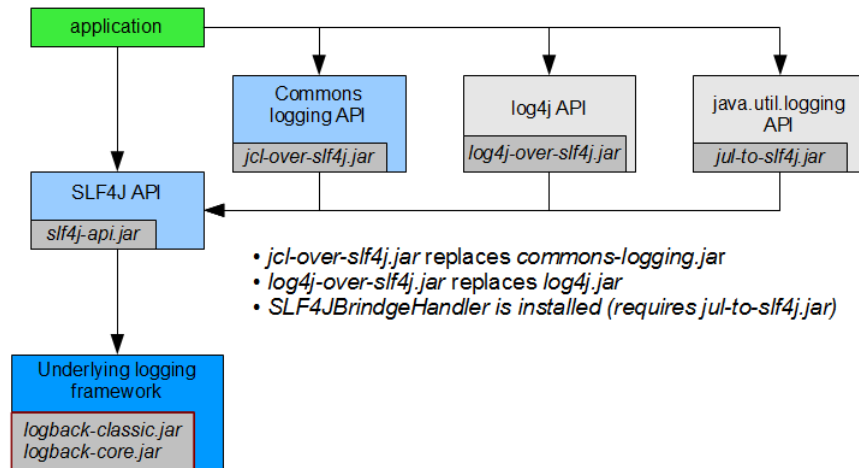 application
Commons
logging API
jcl-over-slf4j.jar
log4j API
log4j-over-slf4j.jar
java.util.logging
API
jul-to-slf4j.jar
SLF4J API
slf4j-api.jar
• jcl-over-slf4j.jar replaces commons-logging.jar
• log4j-over-slf4j.jar replaces log4j.jar
• SLF4JBrindgeHandler is installed (requires jul-to-slf4j.jar)
Underlying logging
framework
logback-classic.jar
logback-core.jar